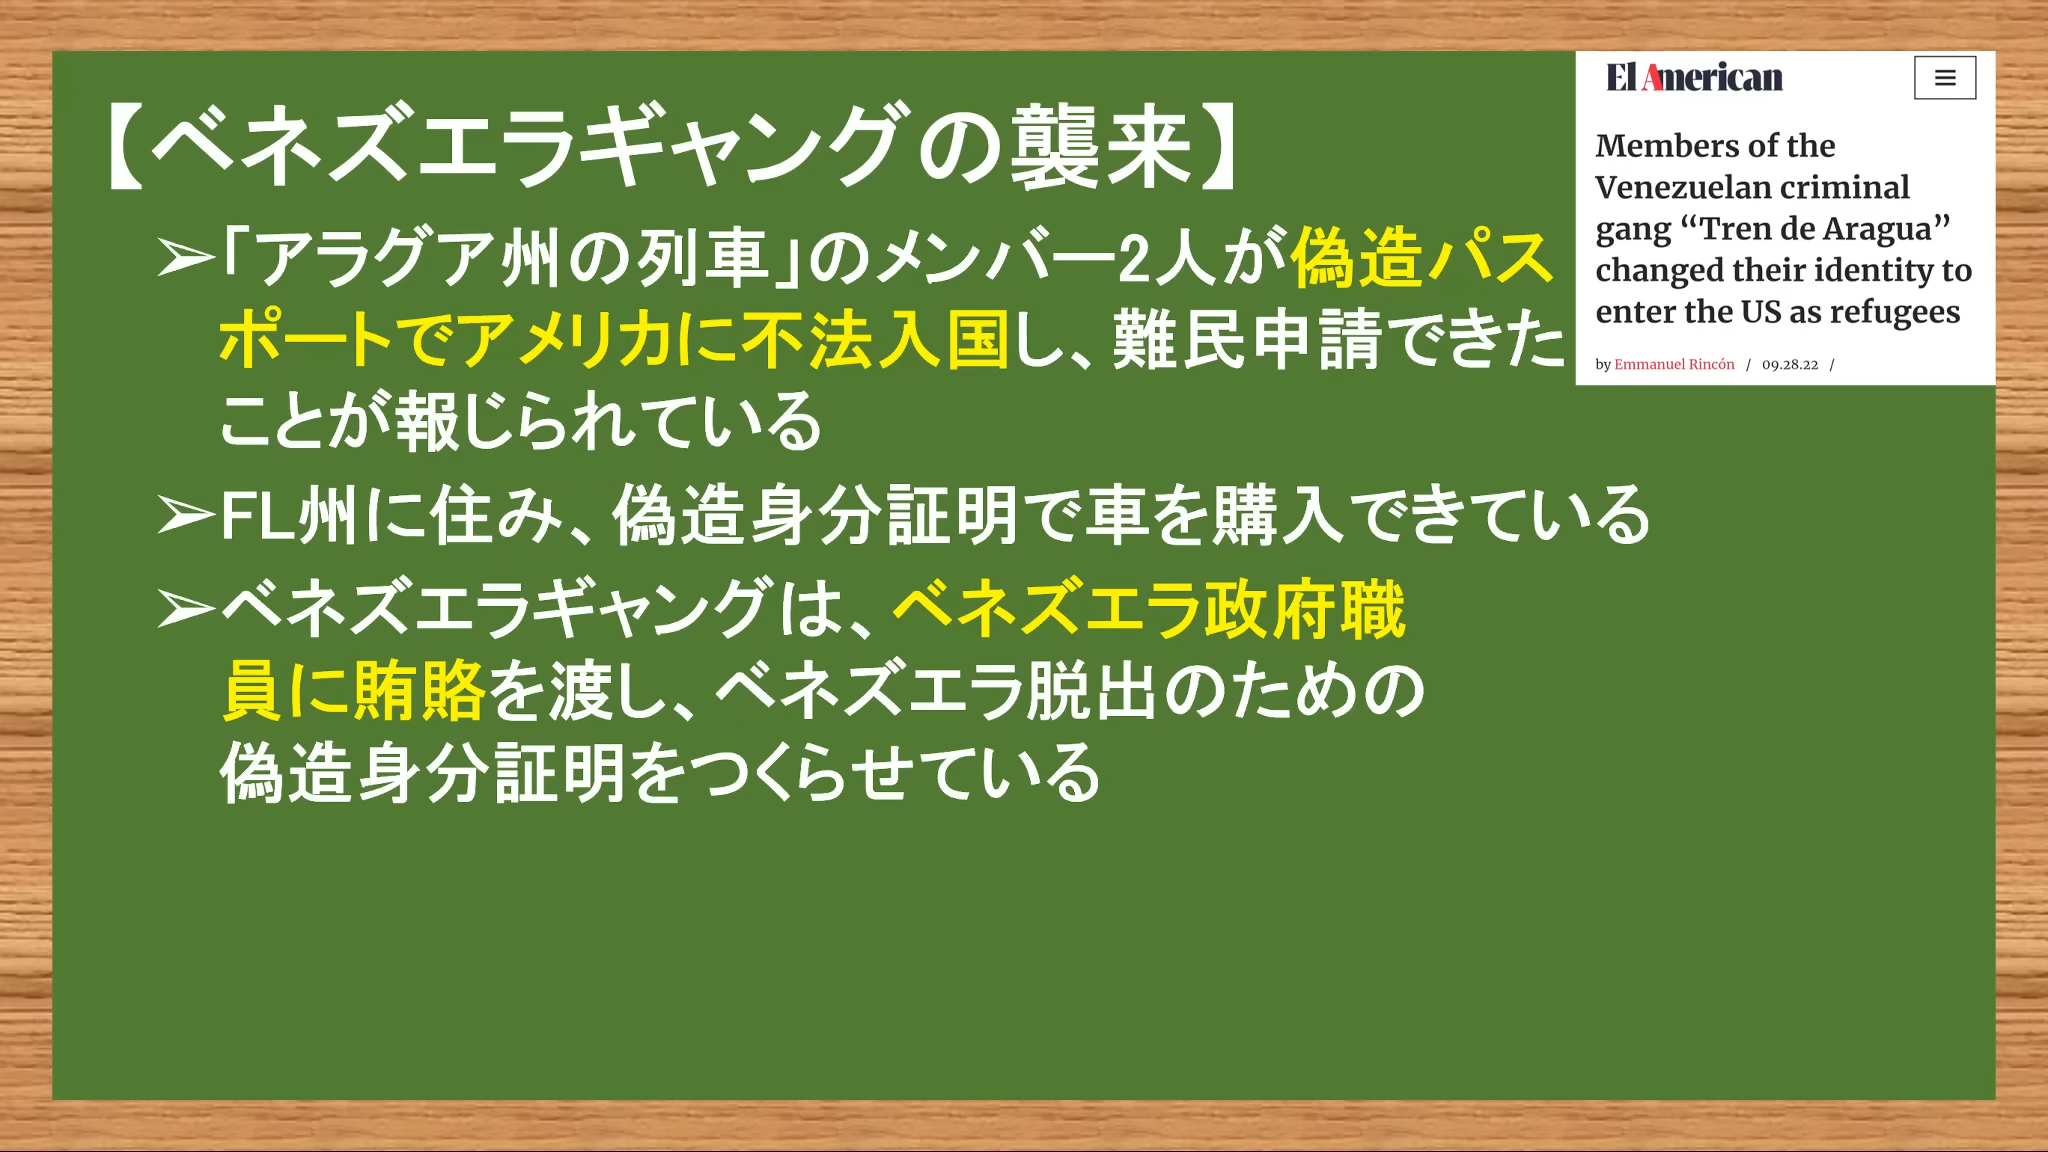 【ベネズエラギャングの襲来】
➢「アラグア州の列車」のメンバー2人が偽造パス
ポートでアメリカに不法入国し、難民申請できた
ことが報じられている
➢FL州に住み、偽造身分証明で車を購入できている
➢ベネズエラギャングは、ベネズエラ政府職
員に賄賂を渡し、ベネズエラ脱出のための
偽造身分証明をつくらせている
El American
Members of the
Venezuelan criminal
gang “Tren de Aragua”
changed their identity to
enter the US as refugees
by Emmanuel Rincón / 09.28.22 /